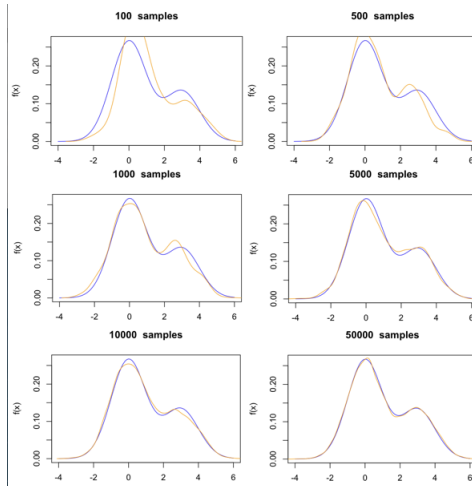 100 samples
500 samples
f(x)
0.00 0.10 0.20
-4 -2 0 2 4 6
f(x)
0.00 0.10 0.20
-4 -2 0 2 4 6
1000 samples
5000 samples
f(x)
0.00 0.10 0.20
-4 -2 0 2 4 6
f(x)
0.00 0.10 0.20
-4 -2 0 2 4 6
10000 samples
50000 samples
f(x)
0.00 0.10 0.20
-4 -2 0 2 4 6
f(x)
0.00 0.10 0.20
-4 -2 0 2 4 6